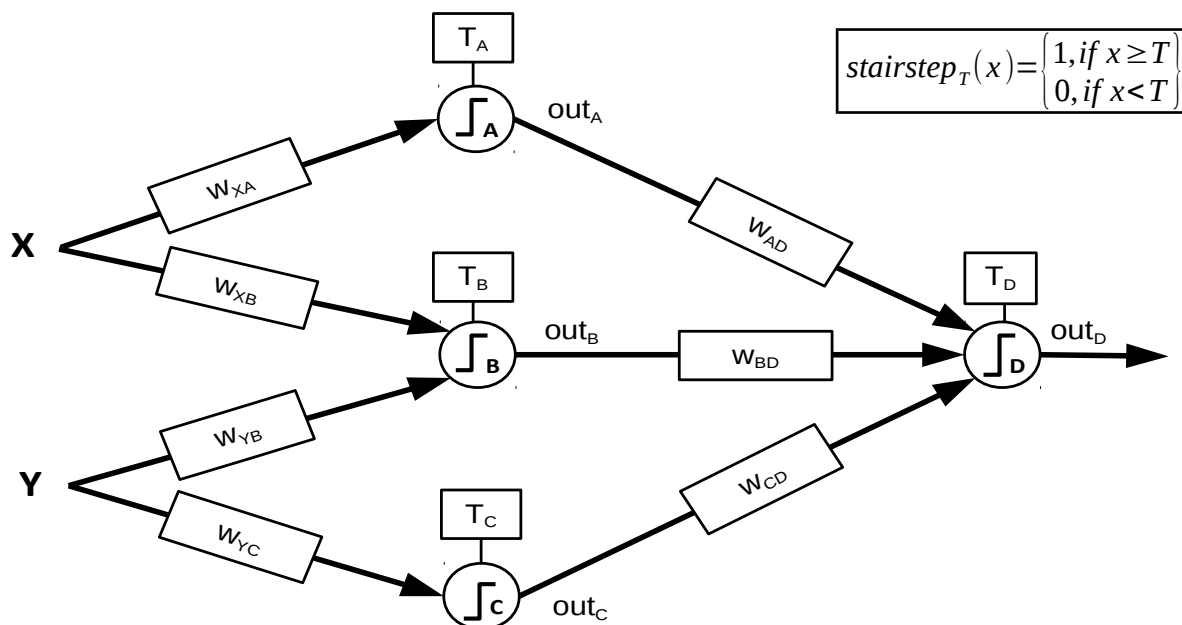 T_A
stairstep_T(x)={1, if x ≥ T
0, if x < T}
out_A
A
w_XA
w_AD
X
w_XB
T_B
T_D
out_B
out_D
B
w_BD
D
w_YB
Y
w_CD
T_C
w_YC
C
out_C